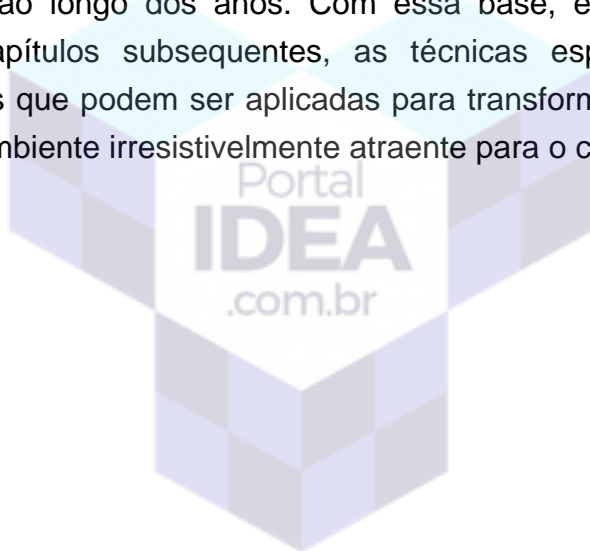 ao longo dos anos. Com essa base, e
apítulos subsequentes, as técnicas esp
s que podem ser aplicadas para transform
mbiente irresistivelmente atraente para o c
Portal
IDEA
.com.br